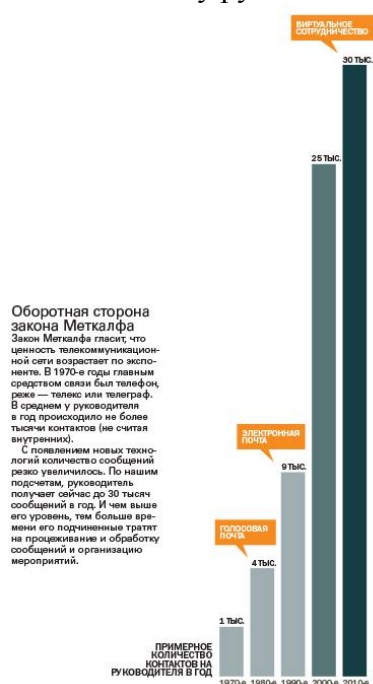 ВИРТУАЛЬНОЕ
СОТРУДНИЧЕСТВО
30 ТЫС.
25 ТЫС.
Оборотная сторона
закона Меткалфа
Закон Меткалфа гласит, что
ценность телекоммуникацион-
ной сети возрастает по экспо-
ненте. В 1970-е годы главным
средством связи был телефон,
реже — телекс или телеграф.
В среднем у руководителя
в год происходило не более
тысячи контактов (не считая
внутренних).
С появлением новых техно-
логий количество сообщений
резко увеличилось. По нашим
подсчетам, руководитель
получает сейчас до 30 тысяч
сообщений в год. И чем выше
его уровень, тем больше вре-
мени его подчиненные тратят
на процеживание и обработку
сообщений и организацию
мероприятий.
ЭЛЕКТРОННАЯ
ПОЧТА
9 ТЫС.
ГОЛОСОВАЯ
ПОЧТА
4 ТЫС.
1 ТЫС.
ПРИМЕРНОЕ
КОЛИЧЕСТВО
КОНТАКТОВ НА
РУКОВОДИТЕЛЯ В ГОД
1970-е 1980-е 1990-е 2000-е 2010-е